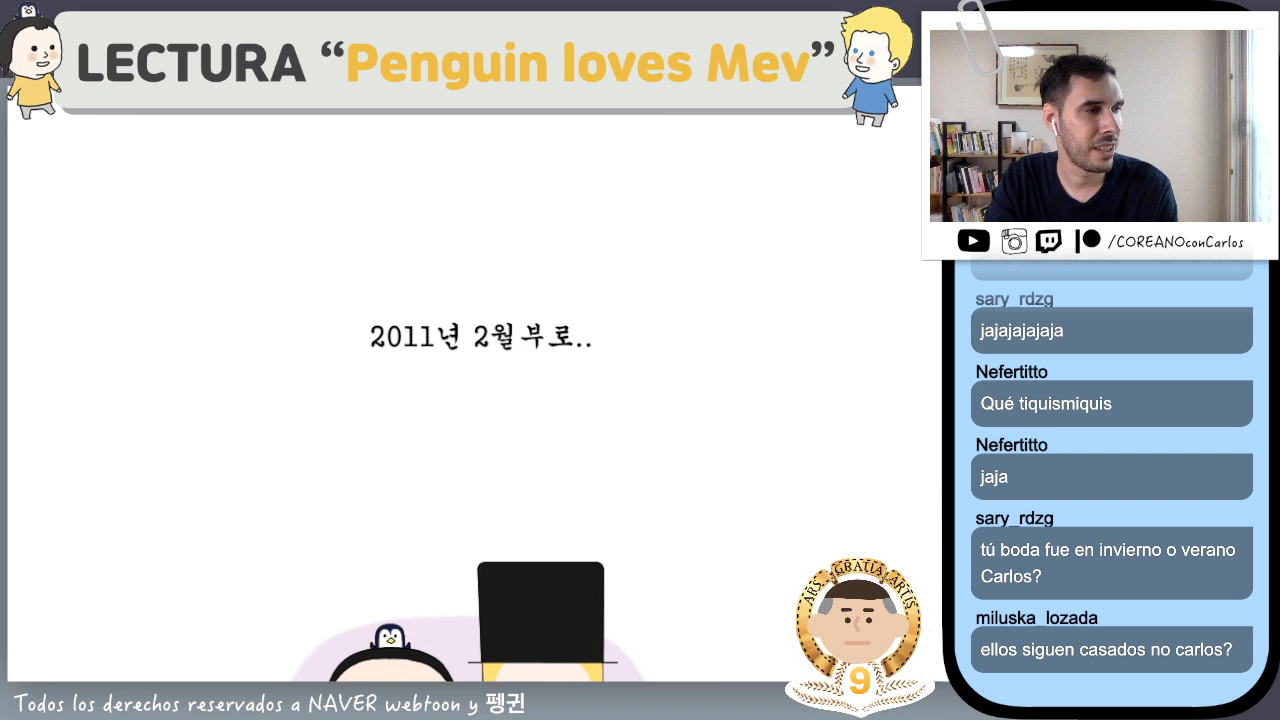 LECTURA “Penguin loves Mev”
2011년 2월부로..
/COREANOconCarlos
sary_rdzg
jajajajajaja
Nefertitto
Qué tiquismiquis
Nefertitto
jaja
sary_rdzg
tú boda fue en invierno o verano
Carlos?
miluska_lozada
ellos siguen casados no carlos?
ARS GRATIA ARTIS
9
Todos los derechos reservados a NAVER webtoon y 펭귄